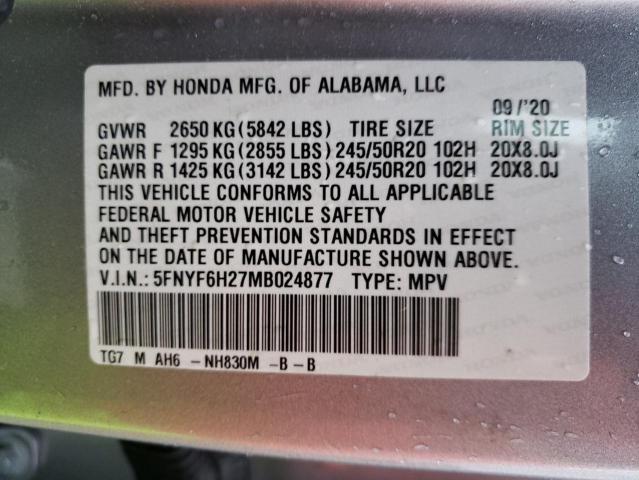 MFD. BY HONDA MFG. OF ALABAMA, LLC
09/'20
GVWR 2650 KG(5842 LBS) TIRE SIZE RIM SIZE
GAWR F 1295 KG(2855 LBS) 245/50R20 102H 20X8.0J
GAWR R 1425 KG(3142 LBS) 245/50R20 102H 20X8.0J
THIS VEHICLE CONFORMS TO ALL APPLICABLE
FEDERAL MOTOR VEHICLE SAFETY
AND THEFT PREVENTION STANDARDS IN EFFECT
ON THE DATE OF MANUFACTURE SHOWN ABOVE.
V.I.N.: 5FNYF6H27MB024877 TYPE: MPV
TG7 M AH6 -NH830M -B-B